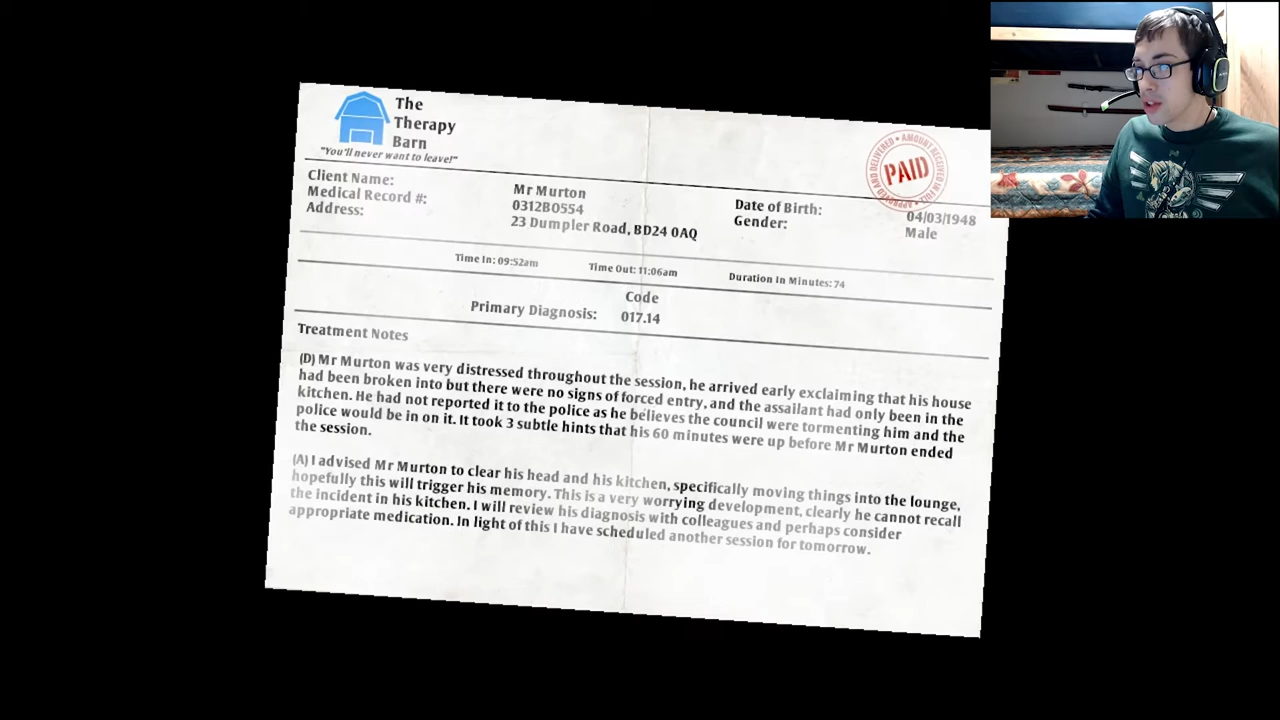 The
Therapy
Barn
"You'll never want to leave!"
AND DELIVERED • AMOUNT RECEIVED IN FULL • APPROVED
PAID
Client Name: Mr Murton Date of Birth: 04/03/1948
Medical Record #: 0312B0554 Gender: Male
Address: 23 Dumpler Road, BD24 0AQ
Time In: 09:52am Time Out: 11:06am Duration In Minutes: 74
Code
Primary Diagnosis: 017.14
Treatment Notes
(D) Mr Murton was very distressed throughout the session, he arrived early exclaiming that his house
had been broken into but there were no signs of forced entry, and the assailant had only been in the
kitchen. He had not reported it to the police as he believes the council were tormenting him and the
police would be in on it. It took 3 subtle hints that his 60 minutes were up before Mr Murton ended
the session.
(A) I advised Mr Murton to clear his head and his kitchen, specifically moving things into the lounge,
hopefully this will trigger his memory. This is a very worrying development, clearly he cannot recall
the incident in his kitchen. I will review his diagnosis with colleagues and perhaps consider
appropriate medication. In light of this I have scheduled another session for tomorrow.